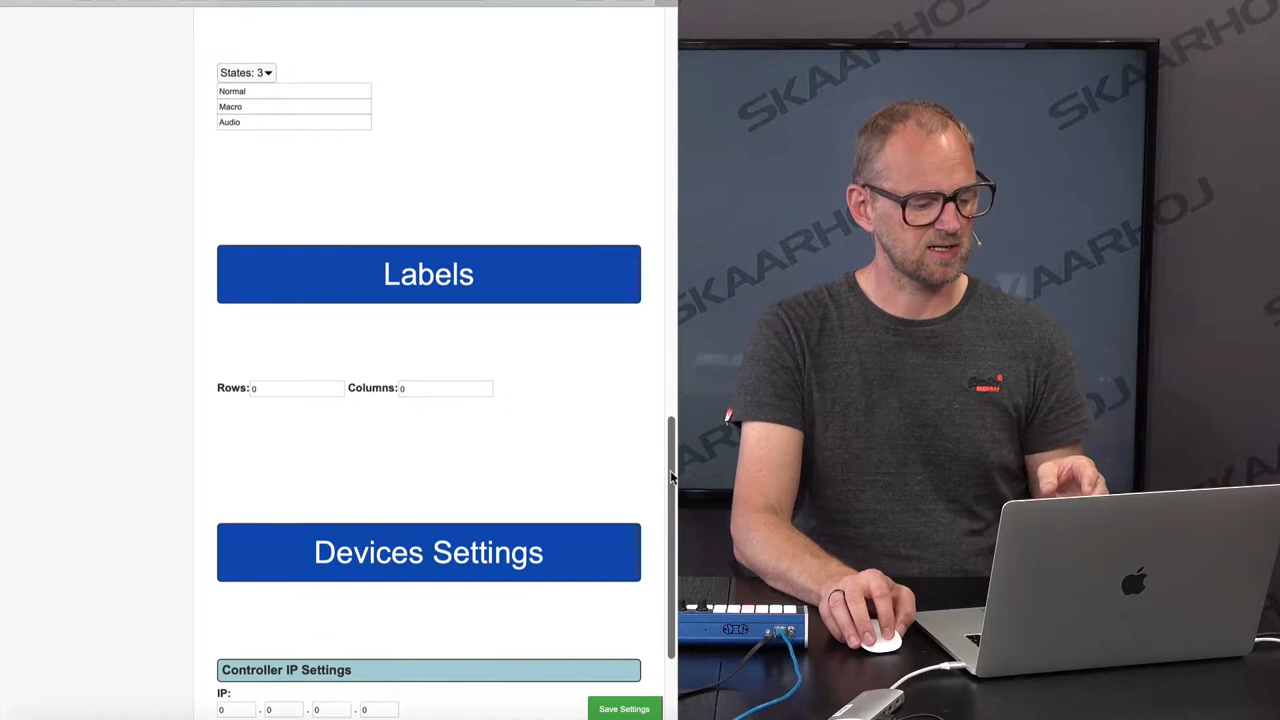 States: 3
Normal
Macro
Audio
Labels
Rows: 0 Columns: 0
Devices Settings
Controller IP Settings
IP:
0 . 0 . 0 . 0
Save Settings
SKAARHOJ
SKAARHOJ
SKAARHOJ
SKAARHOJ